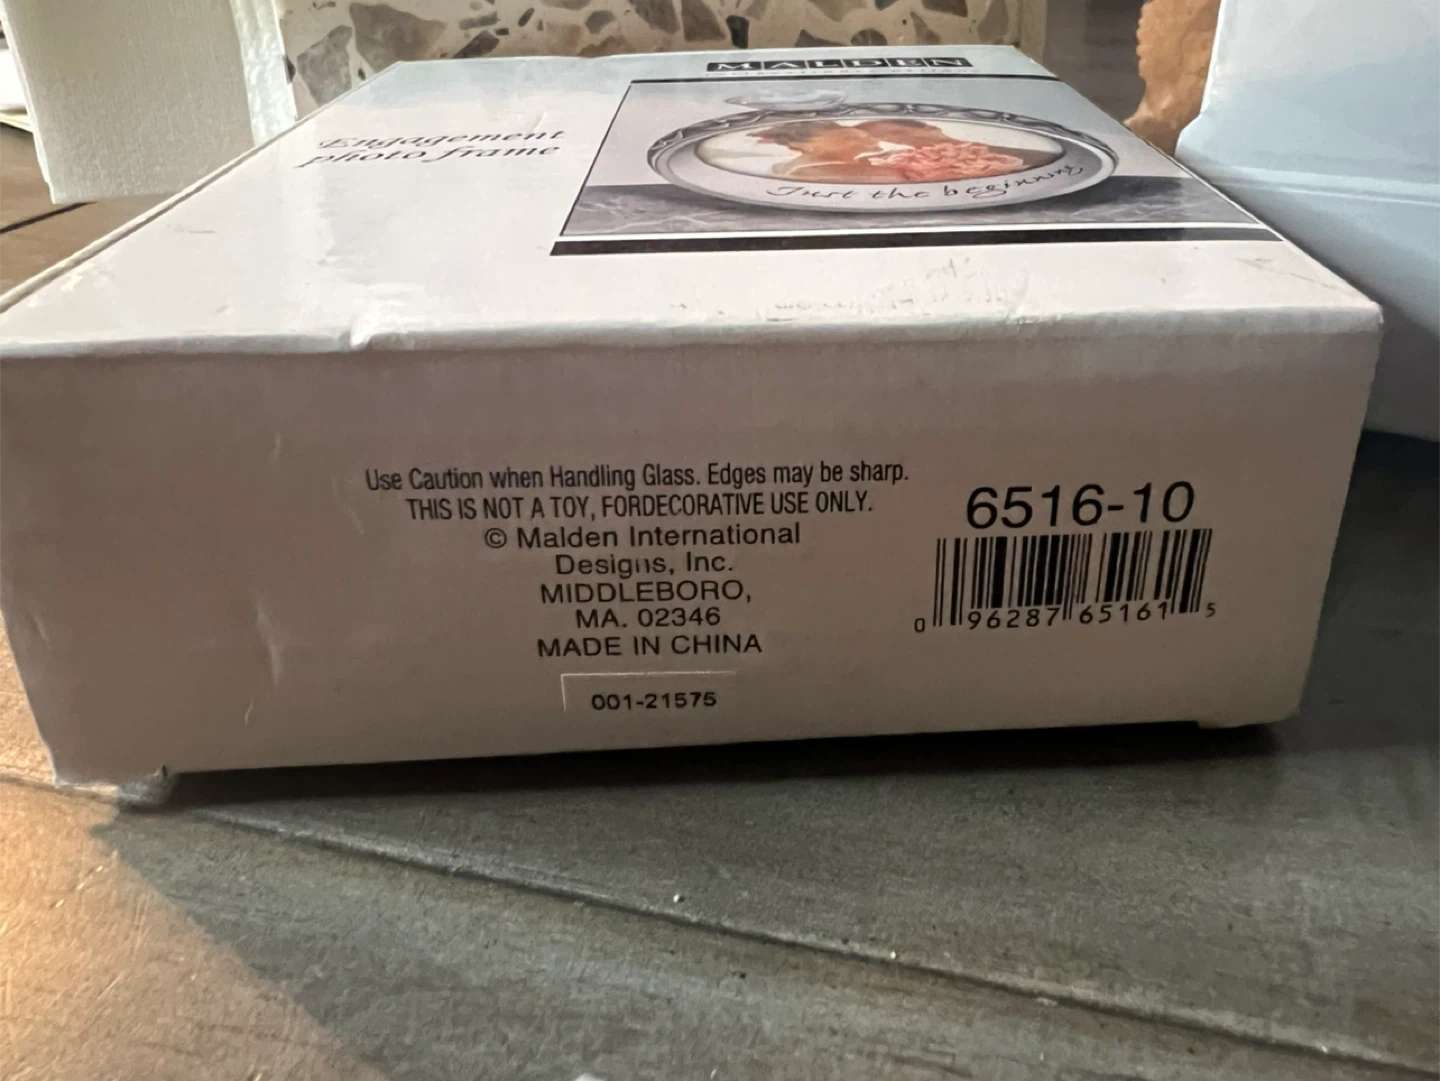 MALDEN
Engagement
photo frame
Just the beginning
Use Caution when Handling Glass. Edges may be sharp.
THIS IS NOT A TOY, FORDECORATIVE USE ONLY.
© Malden International
Designs, Inc.
MIDDLEBORO,
MA. 02346
MADE IN CHINA
001-21575
6516-10
0 96287 65161 5